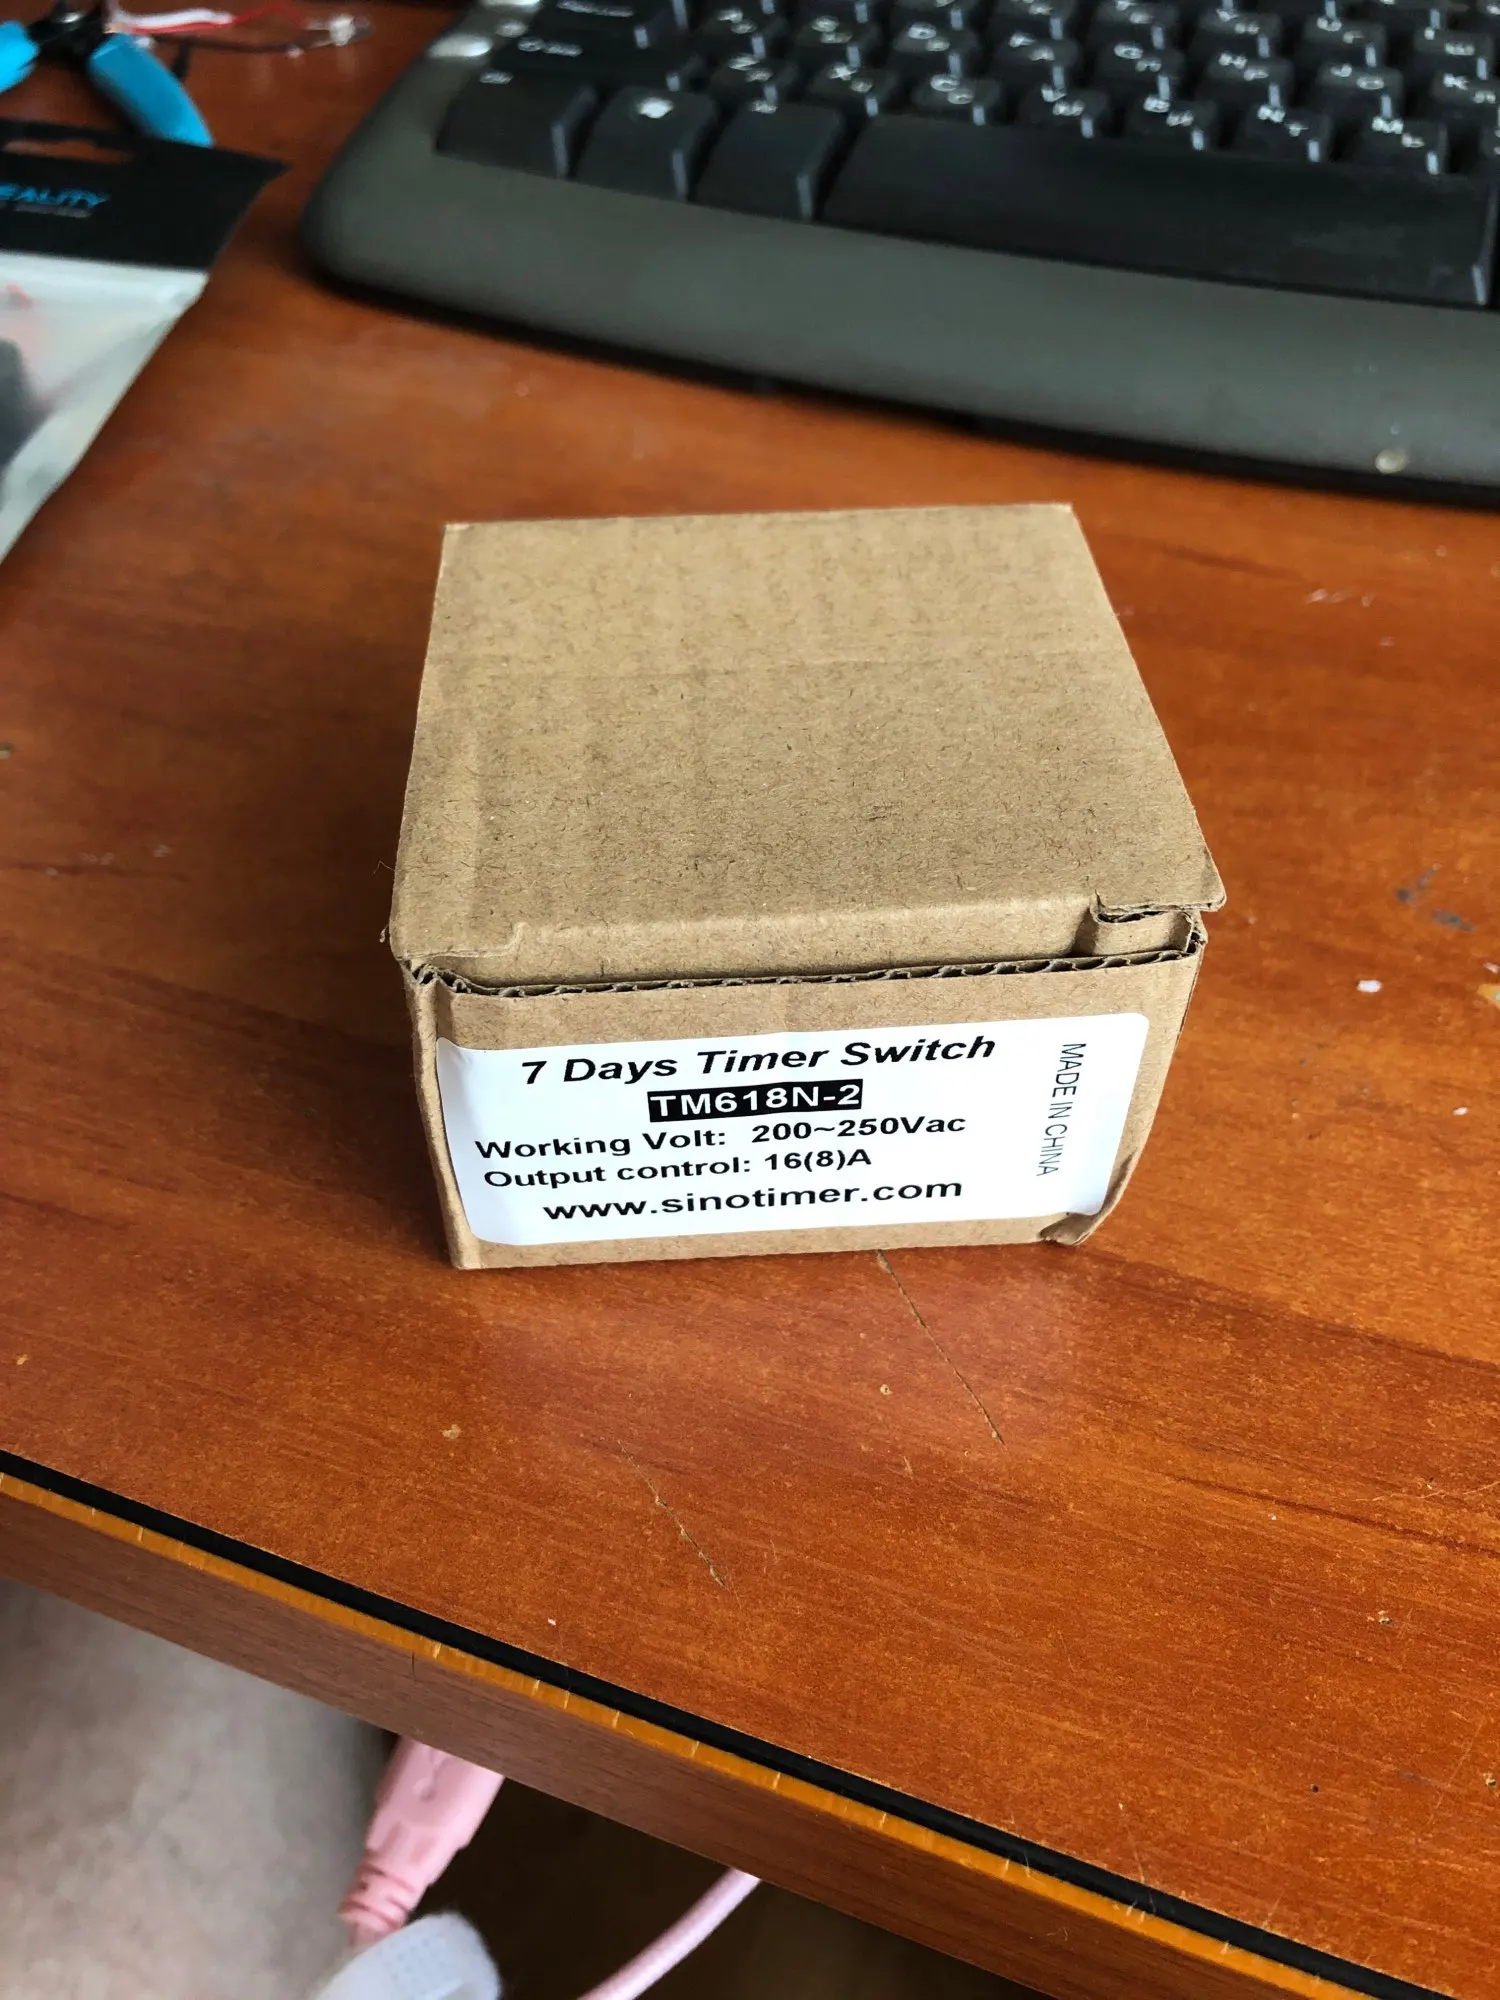 EALITY
7 Days Timer Switch
TM618N-2
Working Volt: 200~250Vac
Output control: 16(8)A
www.sinotimer.com
MADE IN CHINA